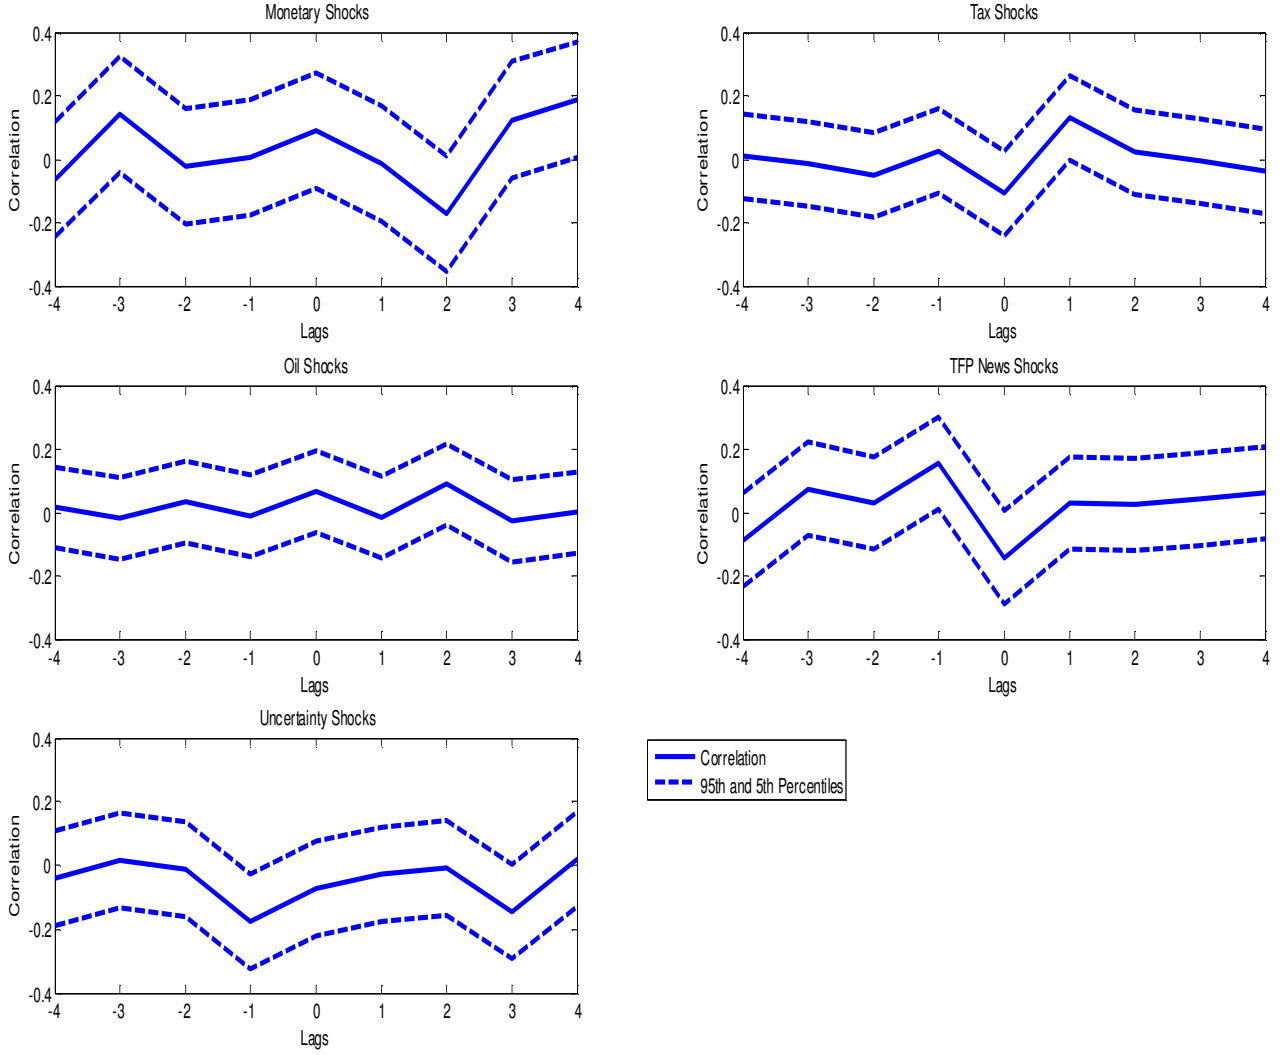 Monetary Shocks
0.4
0.2
0
-0.2
-0.4
Correlation
-4 -3 -2 -1 0 1 2 3 4
Lags
Tax Shocks
0.4
0.2
0
-0.2
-0.4
Correlation
-4 -3 -2 -1 0 1 2 3 4
Lags
Oil Shocks
0.4
0.2
0
-0.2
-0.4
Correlation
-4 -3 -2 -1 0 1 2 3 4
Lags
TFP News Shocks
0.4
0.2
0
-0.2
-0.4
Correlation
-4 -3 -2 -1 0 1 2 3 4
Lags
Uncertainty Shocks
0.4
0.2
0
-0.2
-0.4
Correlation
-4 -3 -2 -1 0 1 2 3 4
Lags
Correlation
95th and 5th Percentiles